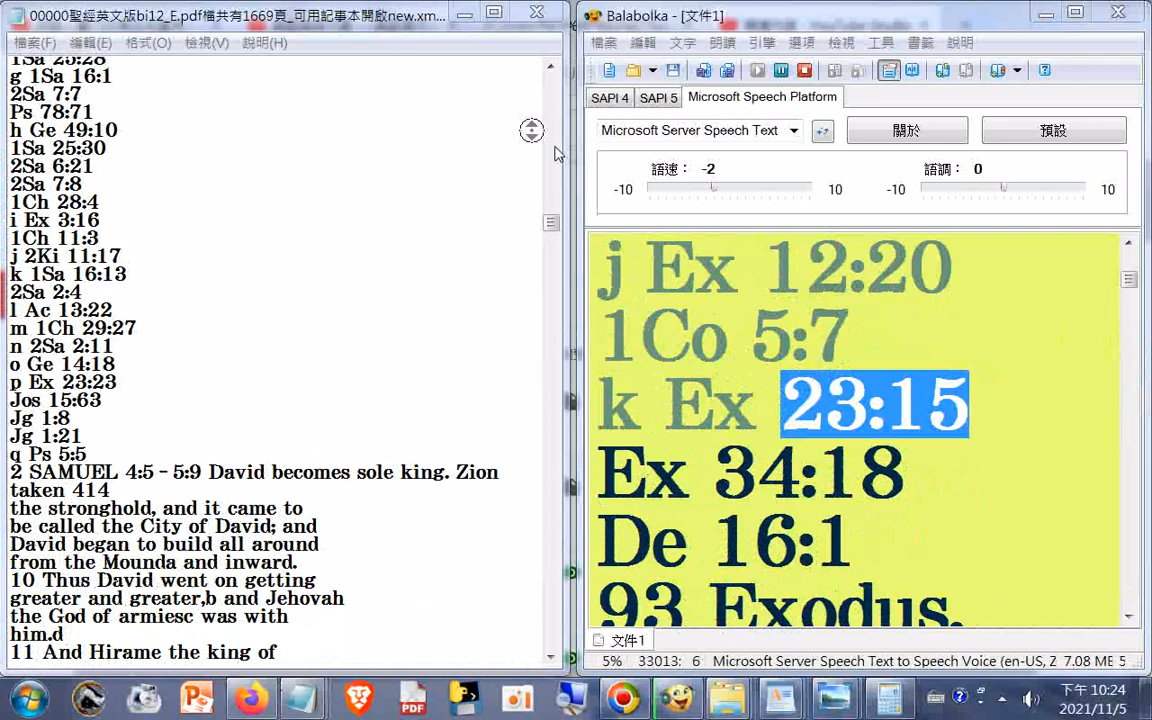 00000聖經英文版bi12_E.pdf檔共有1669頁_可用記事本開啟new.xm...
檔案(F) 編輯(E) 格式(O) 檢視(V) 說明(H)
1Sa 25:28
g 1Sa 16:1
2Sa 7:7
Ps 78:71
h Ge 49:10
1Sa 25:30
2Sa 6:21
2Sa 7:8
1Ch 28:4
i Ex 3:16
1Ch 11:3
j 2Ki 11:17
k 1Sa 16:13
2Sa 2:4
l Ac 13:22
m 1Ch 29:27
n 2Sa 2:11
o Ge 14:18
p Ex 23:23
Jos 15:63
Jg 1:8
Jg 1:21
q Ps 5:5
2 SAMUEL 4:5–5:9 David becomes sole king. Zion
taken 414
the stronghold, and it came to
be called the City of David; and
David began to build all around
from the Mounda and inward.
10 Thus David went on getting
greater and greater,b and Jehovah
the God of armiesc was with
him.d
11 And Hirame the king of
Balabolka - [文件1]
檔案 編輯 文字 朗讀 引擎 選項 檢視 工具 書籤 說明
SAPI 4 SAPI 5 Microsoft Speech Platform
Microsoft Server Speech Text 關於 預設
語速： -2 語調： 0
-10 10 -10 10
j Ex 12:20
1Co 5:7
k Ex 23:15
Ex 34:18
De 16:1
93 Exodus.
文件1
5% 33013: 6 Microsoft Server Speech Text to Speech Voice (en-US, Z 7.08 MB 5
PDF
下午 10:24
2021/11/5